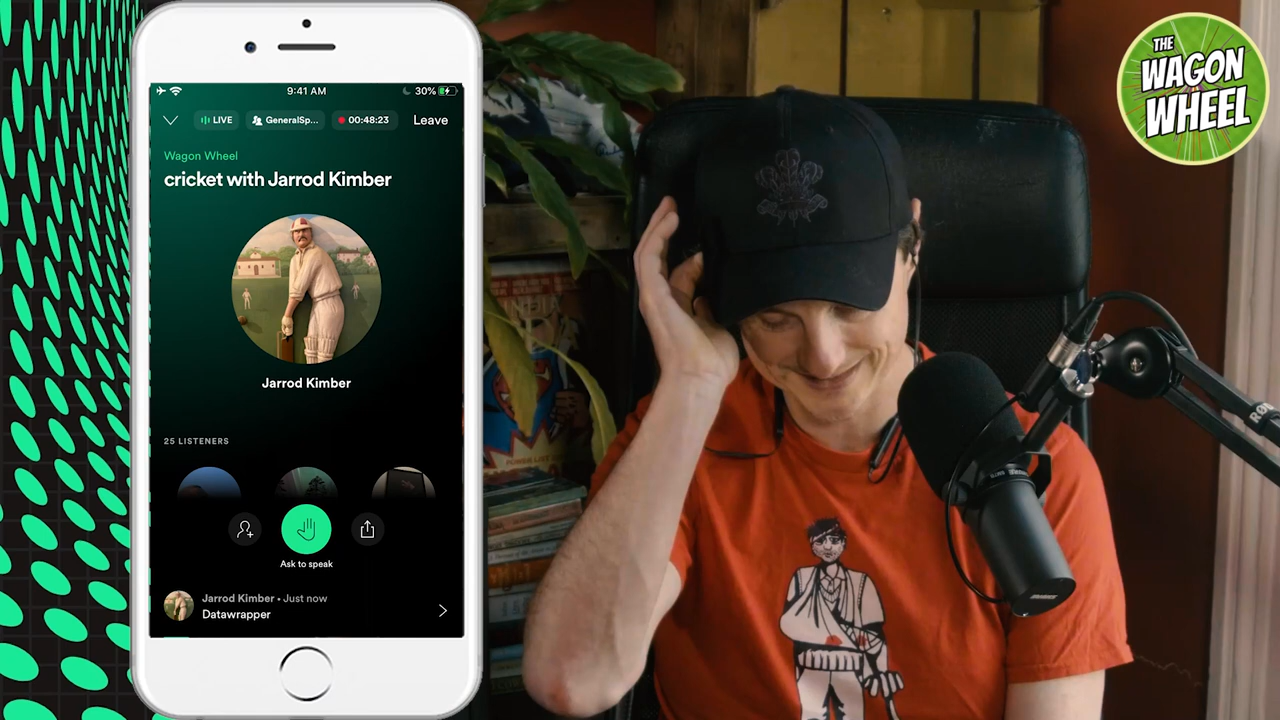 9:41 AM
30%
LIVE
GeneralSp...
00:48:23
Leave
Wagon Wheel
cricket with Jarrod Kimber
Jarrod Kimber
25 LISTENERS
Ask to speak
Jarrod Kimber • Just now
Datawrapper
THE
WAGON
WHEEL